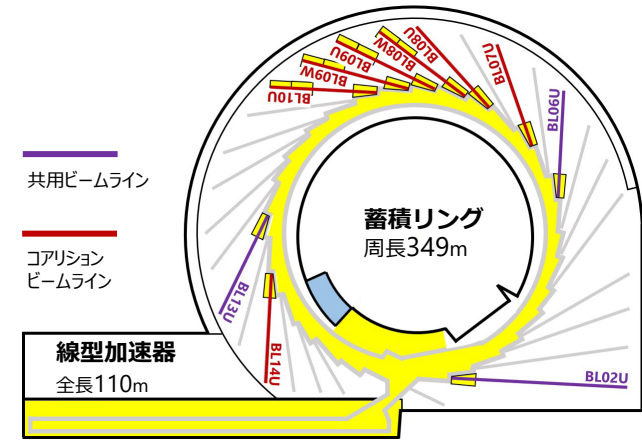 BL08U
BL08W
BL09U
BL09W
BL10U
BL07U
BL06U
共用ビームライン
コアリション
ビームライン
蓄積リング
周長349m
BL13U
BL14U
線型加速器
全長110m
BL02U